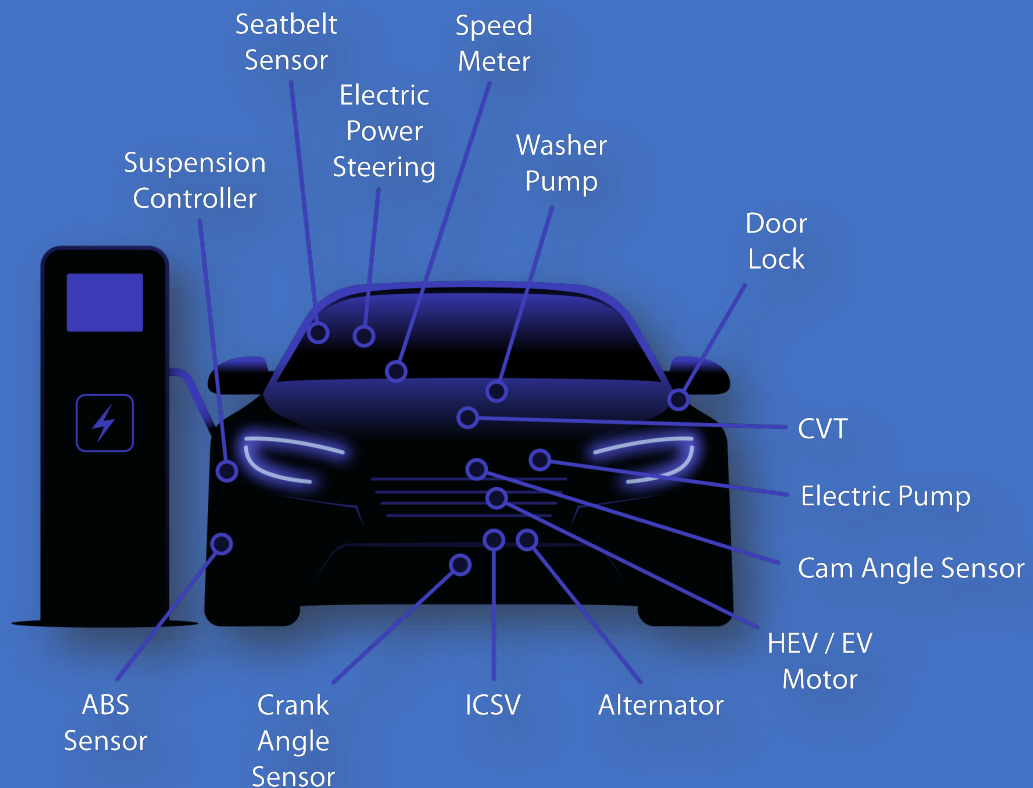 Seatbelt
Sensor
Speed
Meter
Electric
Power
Steering
Washer
Pump
Suspension
Controller
Door
Lock
CVT
Electric Pump
Cam Angle Sensor
HEV / EV
Motor
ABS
Sensor
Crank
Angle
Sensor
ICSV
Alternator